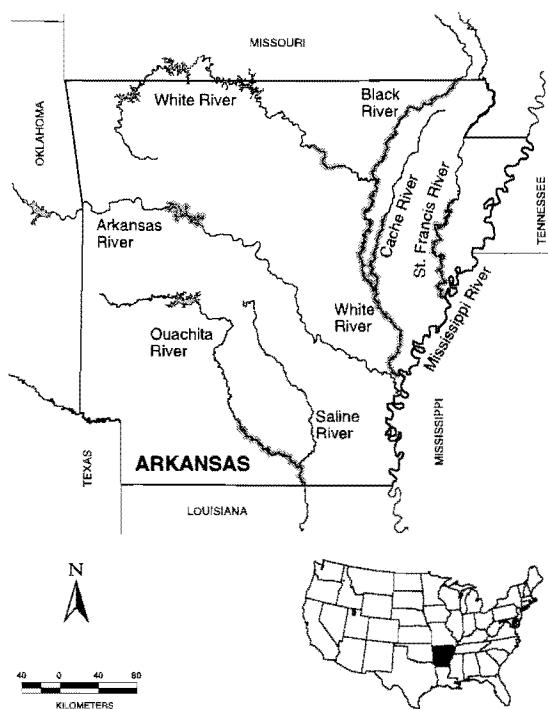 MISSOURI
White River
Black
River
OKLAHOMA
Cache River
St. Francis River
TENNESSEE
Arkansas
River
Mississippi River
White
River
Ouachita
River
Saline
River
MISSISSIPPI
TEXAS
ARKANSAS
LOUISIANA
N
40 0 40 80
KILOMETERS